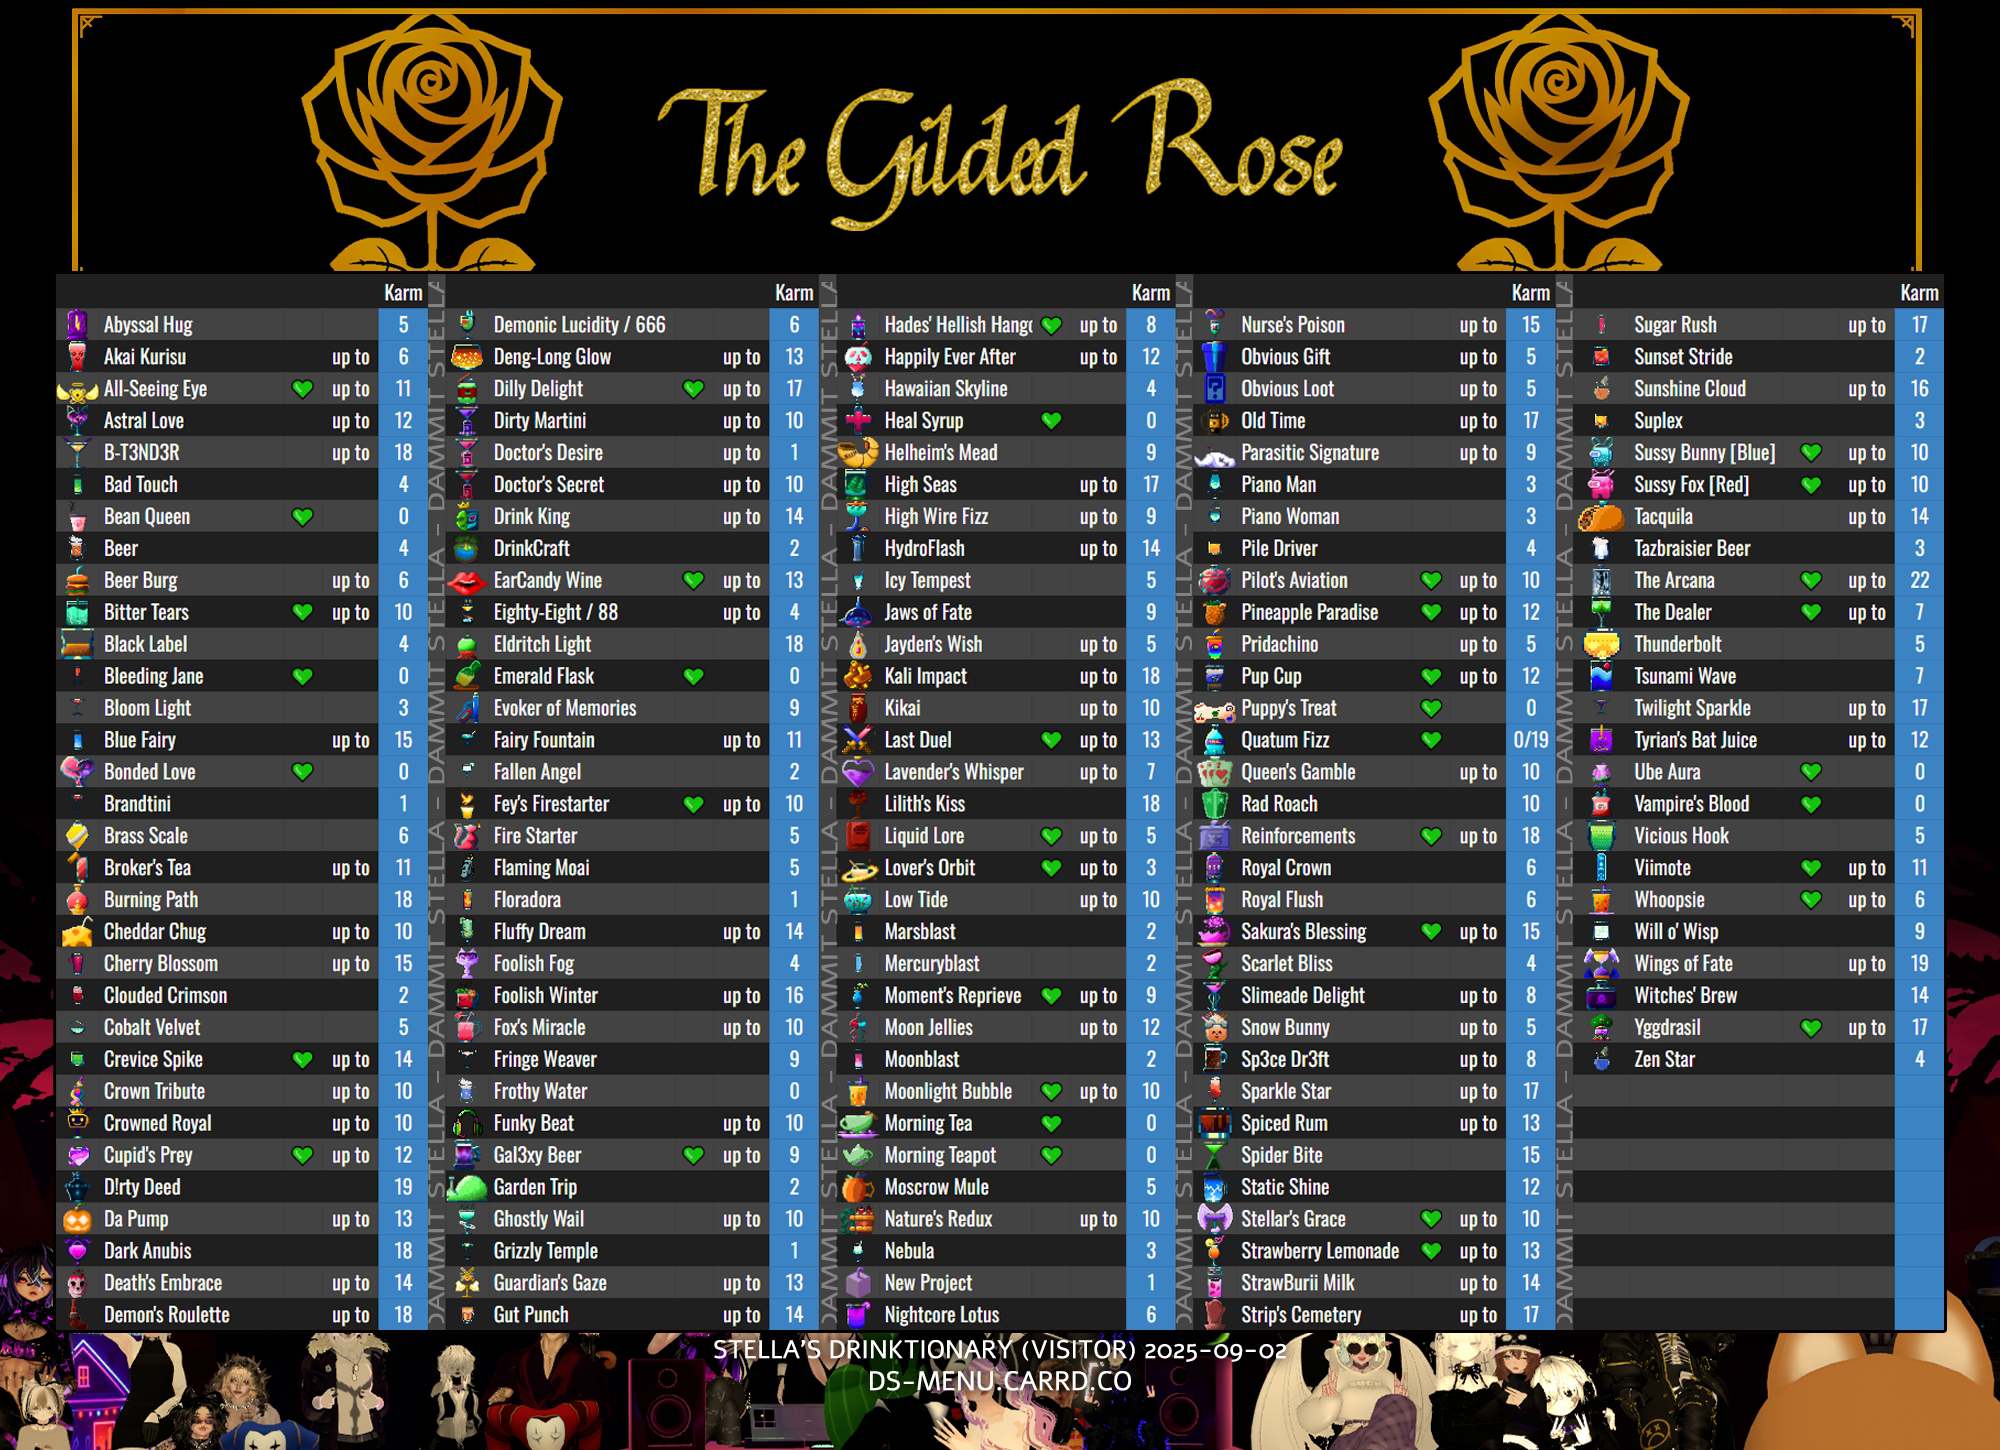 The Gilded Rose
Karm
Abyssal Hug 5
Akai Kurisu up to 6
All-Seeing Eye up to 11
Astral Love up to 12
B-T3ND3R up to 18
Bad Touch 4
Bean Queen 0
Beer 4
Beer Burg up to 6
Bitter Tears up to 10
Black Label 4
Bleeding Jane 0
Bloom Light 3
Blue Fairy up to 15
Bonded Love 0
Brandtini 1
Brass Scale 6
Broker's Tea up to 11
Burning Path 18
Cheddar Chug up to 10
Cherry Blossom up to 15
Clouded Crimson 2
Cobalt Velvet 5
Crevice Spike up to 14
Crown Tribute up to 10
Crowned Royal up to 10
Cupid's Prey up to 12
D!rty Deed 19
Da Pump up to 13
Dark Anubis 18
Death's Embrace up to 14
Demon's Roulette up to 18
STELLA - DAMMIT STELLA - DAMMIT STELLA - DAMMIT STELLA
Karm
Demonic Lucidity / 666 6
Deng-Long Glow up to 13
Dilly Delight up to 17
Dirty Martini up to 10
Doctor's Desire up to 1
Doctor's Secret up to 10
Drink King up to 14
DrinkCraft 2
EarCandy Wine up to 13
Eighty-Eight / 88 up to 4
Eldritch Light 18
Emerald Flask 0
Evoker of Memories 9
Fairy Fountain up to 11
Fallen Angel 2
Fey's Firestarter up to 10
Fire Starter 5
Flaming Moai 5
Floradora 1
Fluffy Dream up to 14
Foolish Fog 4
Foolish Winter up to 16
Fox's Miracle up to 10
Fringe Weaver 9
Frothy Water 0
Funky Beat up to 10
Gal3xy Beer up to 9
Garden Trip 2
Ghostly Wail up to 10
Grizzly Temple 1
Guardian's Gaze up to 13
Gut Punch up to 14
STELLA - DAMMIT STELLA - DAMMIT STELLA - DAMMIT STELLA
Karm
Hades' Hellish Hang up to 8
Happily Ever After up to 12
Hawaiian Skyline 4
Heal Syrup 0
Helheim's Mead 9
High Seas up to 17
High Wire Fizz up to 9
HydroFlash up to 14
Icy Tempest 5
Jaws of Fate 9
Jayden's Wish up to 5
Kali Impact up to 18
Kikai up to 10
Last Duel up to 13
Lavender's Whisper up to 7
Lilith's Kiss 18
Liquid Lore up to 5
Lover's Orbit up to 3
Low Tide up to 10
Marsblast 2
Mercuryblast 2
Moment's Reprieve up to 9
Moon Jellies up to 12
Moonblast 2
Moonlight Bubble up to 10
Morning Tea 0
Morning Teapot 0
Moscrow Mule 5
Nature's Redux up to 10
Nebula 3
New Project 1
Nightcore Lotus 6
STELLA - DAMMIT STELLA - DAMMIT STELLA - DAMMIT STELLA
Karm
Nurse's Poison up to 15
Obvious Gift up to 5
Obvious Loot up to 5
Old Time up to 17
Parasitic Signature up to 9
Piano Man 3
Piano Woman 3
Pile Driver 4
Pilot's Aviation up to 10
Pineapple Paradise up to 12
Pridachino up to 5
Pup Cup up to 12
Puppy's Treat 0
Quatum Fizz 0/19
Queen's Gamble up to 10
Rad Roach 10
Reinforcements up to 18
Royal Crown 6
Royal Flush 6
Sakura's Blessing up to 15
Scarlet Bliss 4
Slimeade Delight up to 8
Snow Bunny up to 5
Sp3ce Dr3ft up to 8
Sparkle Star up to 17
Spiced Rum up to 13
Spider Bite 15
Static Shine 12
Stellar's Grace up to 10
Strawberry Lemonade up to 13
StrawBurii Milk up to 14
Strip's Cemetery up to 17
STELLA - DAMMIT STELLA - DAMMIT STELLA - DAMMIT STELLA
Karm
Sugar Rush up to 17
Sunset Stride 2
Sunshine Cloud up to 16
Suplex 3
Sussy Bunny [Blue] up to 10
Sussy Fox [Red] up to 10
Tacquila up to 14
Tazbraisier Beer 3
The Arcana up to 22
The Dealer up to 7
Thunderbolt 5
Tsunami Wave 7
Twilight Sparkle up to 17
Tyrian's Bat Juice up to 12
Ube Aura 0
Vampire's Blood 0
Vicious Hook 5
Viimote up to 11
Whoopsie up to 6
Will o' Wisp 9
Wings of Fate up to 19
Witches' Brew 14
Yggdrasil up to 17
Zen Star 4
STELLA'S DRINKTIONARY (VISITOR) 2025-09-02
DS-MENU.CARRD.CO